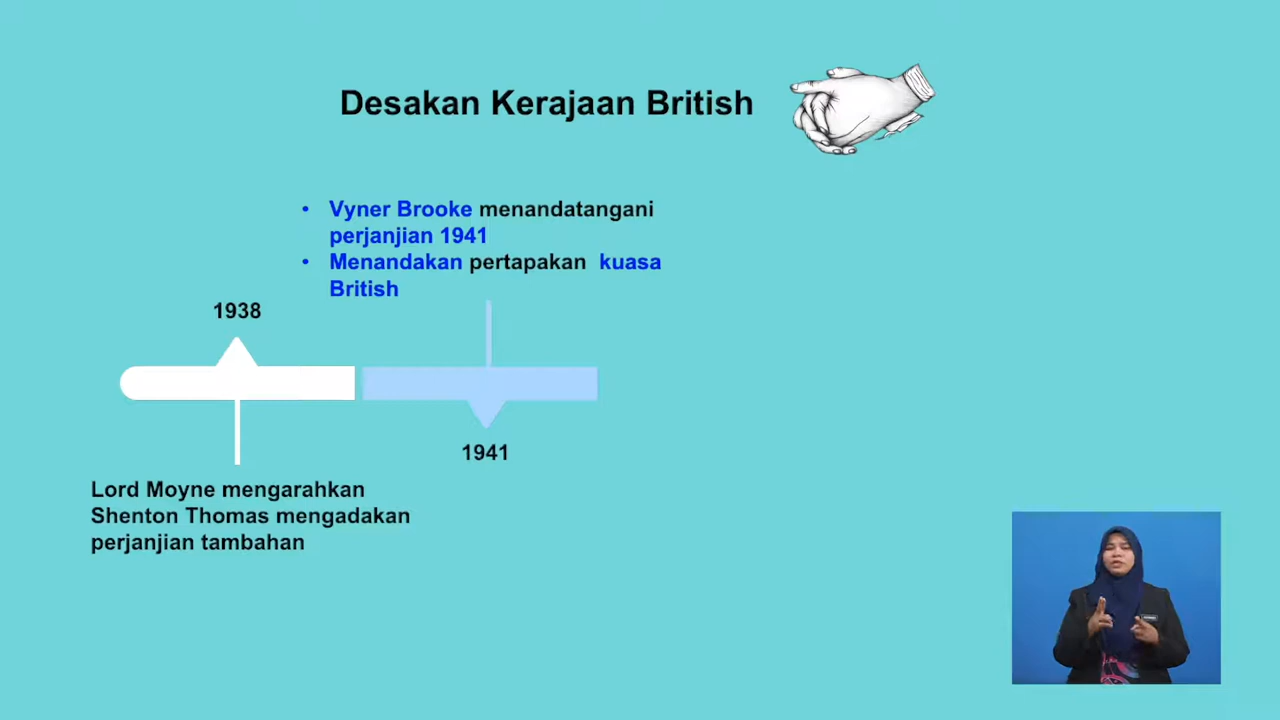 Desakan Kerajaan British
• Vyner Brooke menandatangani
perjanjian 1941
• Menandakan pertapakan kuasa
British
1938
1941
Lord Moyne mengarahkan
Shenton Thomas mengadakan
perjanjian tambahan